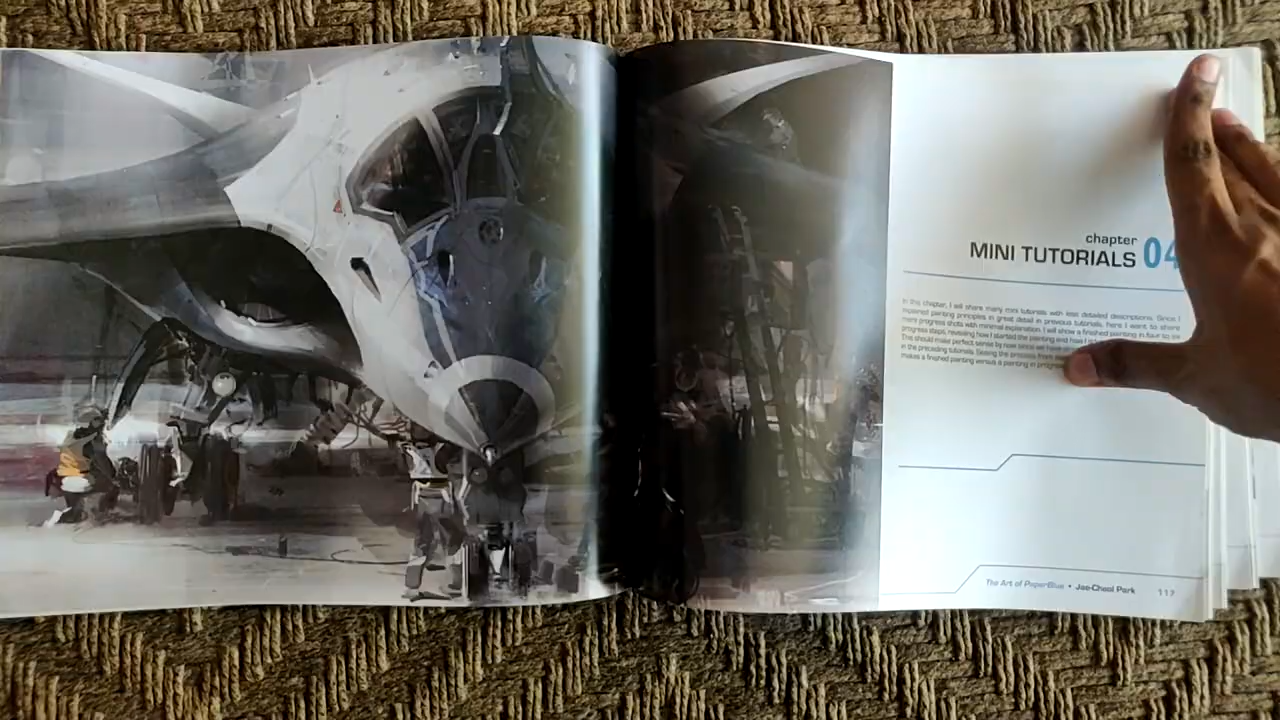 chapter
MINI TUTORIALS 04
In this chapter, I will share many mini tutorials with less detailed descriptions. Since I
explained painting principles in great detail in previous tutorials, here I want to share
more progress shots with minimal explanation. I will show a finished painting in four to six
progress steps, revealing how I started the painting and how I
This should make perfect sense by now since we have
in the preceding tutorials. Seeing the process from
makes a finished painting versus a painting in progress
The Art of PaperBlue • Jae-Cheol Park 117